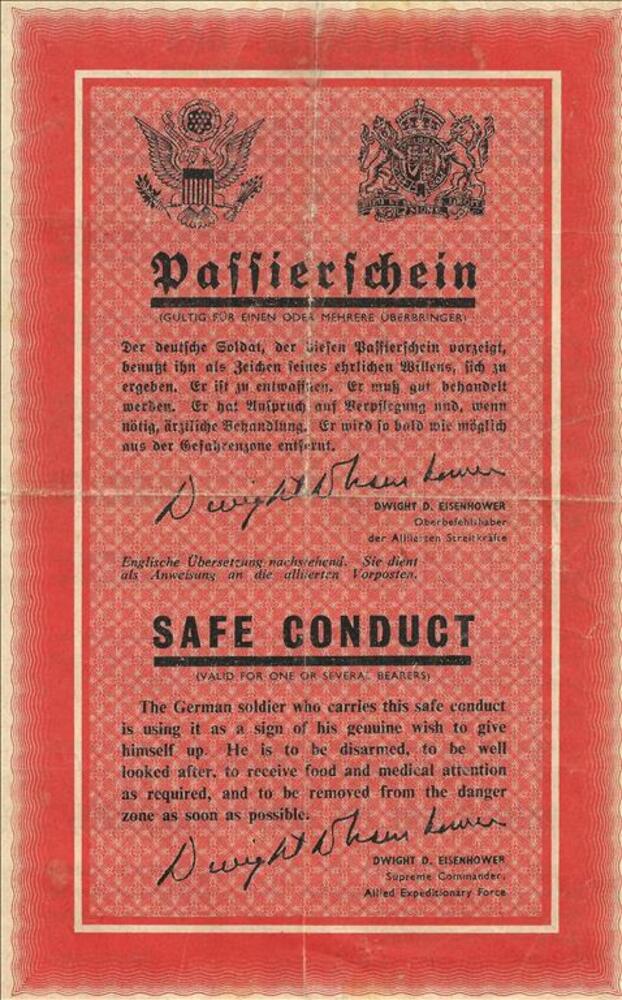 Passierschein
(GÜLTIG FÜR EINEN ODER MEHRERE ÜBERBRINGER)
Der deutsche Soldat, der diesen Passierschein vorzeigt,
benutzt ihn als Zeichen seines ehrlichen Willens, sich zu
ergeben. Er ist zu entwaffnen. Er muß gut behandelt
werden. Er hat Anspruch auf Verpflegung und, wenn
nötig, ärztliche Behandlung. Er wird so bald wie möglich
aus der Gefahrenzone entfernt.
Dwight D Eisenhower
DWIGHT D. EISENHOWER
Oberbefehlshaber
der Alliierten Streitkräfte
Englische Übersetzung nachstehend. Sie dient
als Anweisung an die alliierten Vorposten.
SAFE CONDUCT
(VALID FOR ONE OR SEVERAL BEARERS)
The German soldier who carries this safe conduct
is using it as a sign of his genuine wish to give
himself up. He is to be disarmed, to be well
looked after, to receive food and medical attention
as required, and to be removed from the danger
zone as soon as possible.
Dwight D Eisenhower
DWIGHT D. EISENHOWER
Supreme Commander,
Allied Expeditionary Force